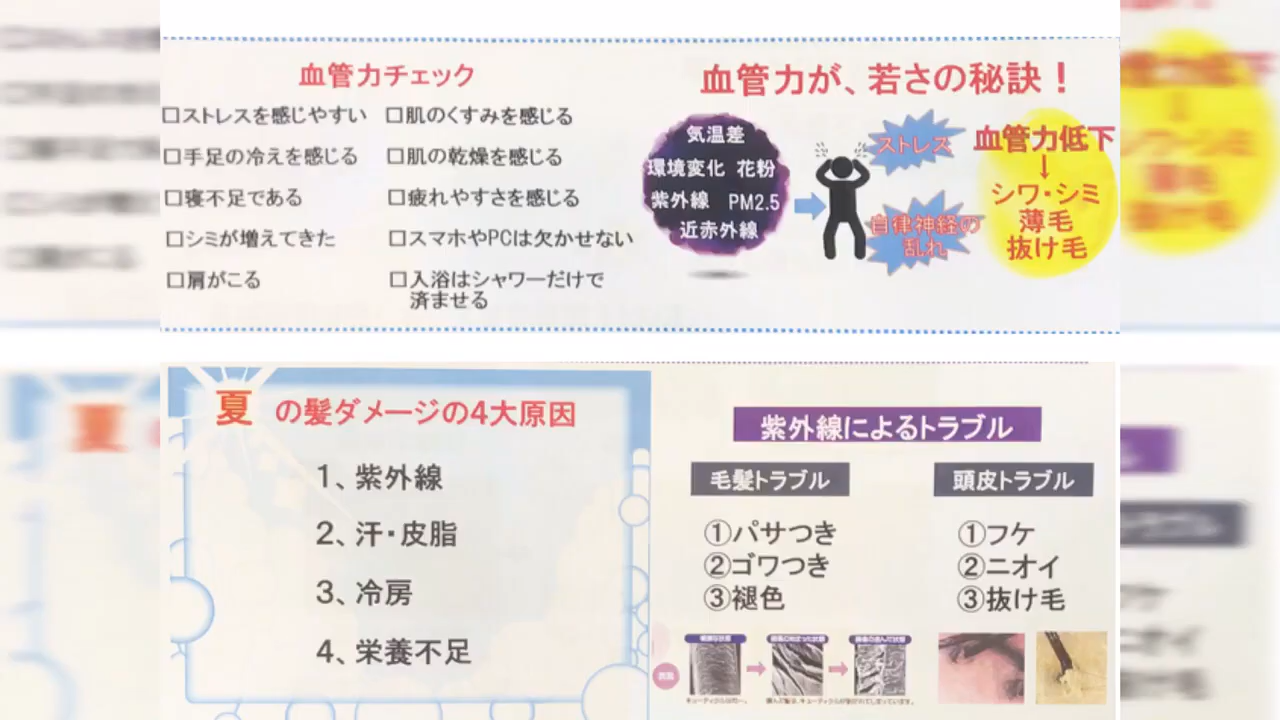 血管力チェック
□ストレスを感じやすい
□手足の冷えを感じる
□寝不足である
□シミが増えてきた
□肩がこる
□肌のくすみを感じる
□肌の乾燥を感じる
□疲れやすさを感じる
□スマホやPCは欠かせない
□入浴はシャワーだけで
済ませる
血管力が、若さの秘訣！
気温差
環境変化 花粉
紫外線 PM2.5
近赤外線
ストレス
自律神経の
乱れ
血管力低下
↓
シワ・シミ
薄毛
抜け毛
夏の髪ダメージの4大原因
1、紫外線
2、汗・皮脂
3、冷房
4、栄養不足
紫外線によるトラブル
毛髪トラブル
①パサつき
②ゴワつき
③褪色
頭皮トラブル
①フケ
②ニオイ
③抜け毛